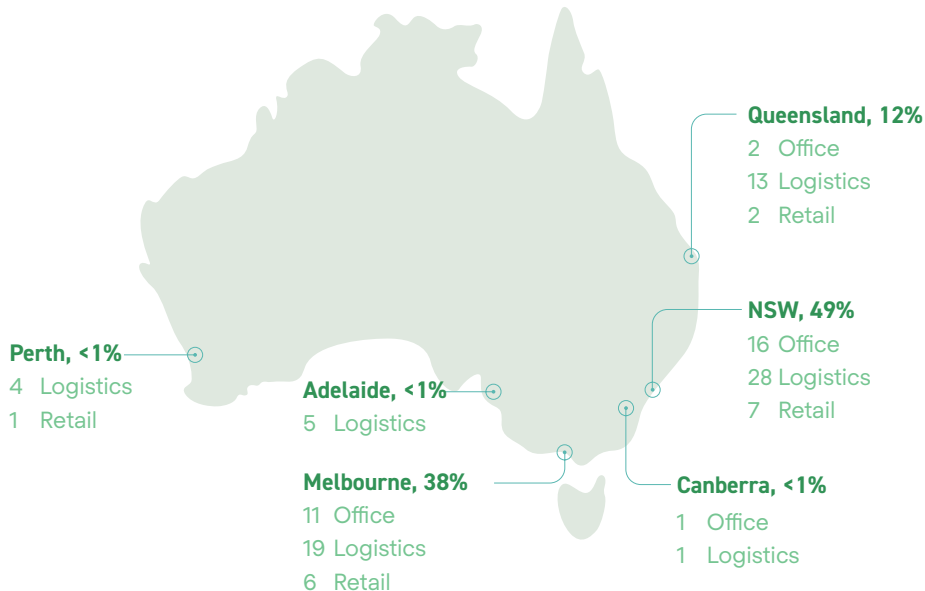 Queensland, 12%
2 Office
13 Logistics
2 Retail
NSW, 49%
16 Office
28 Logistics
7 Retail
Perth, <1%
4 Logistics
1 Retail
Adelaide, <1%
5 Logistics
Melbourne, 38%
11 Office
19 Logistics
6 Retail
Canberra, <1%
1 Office
1 Logistics